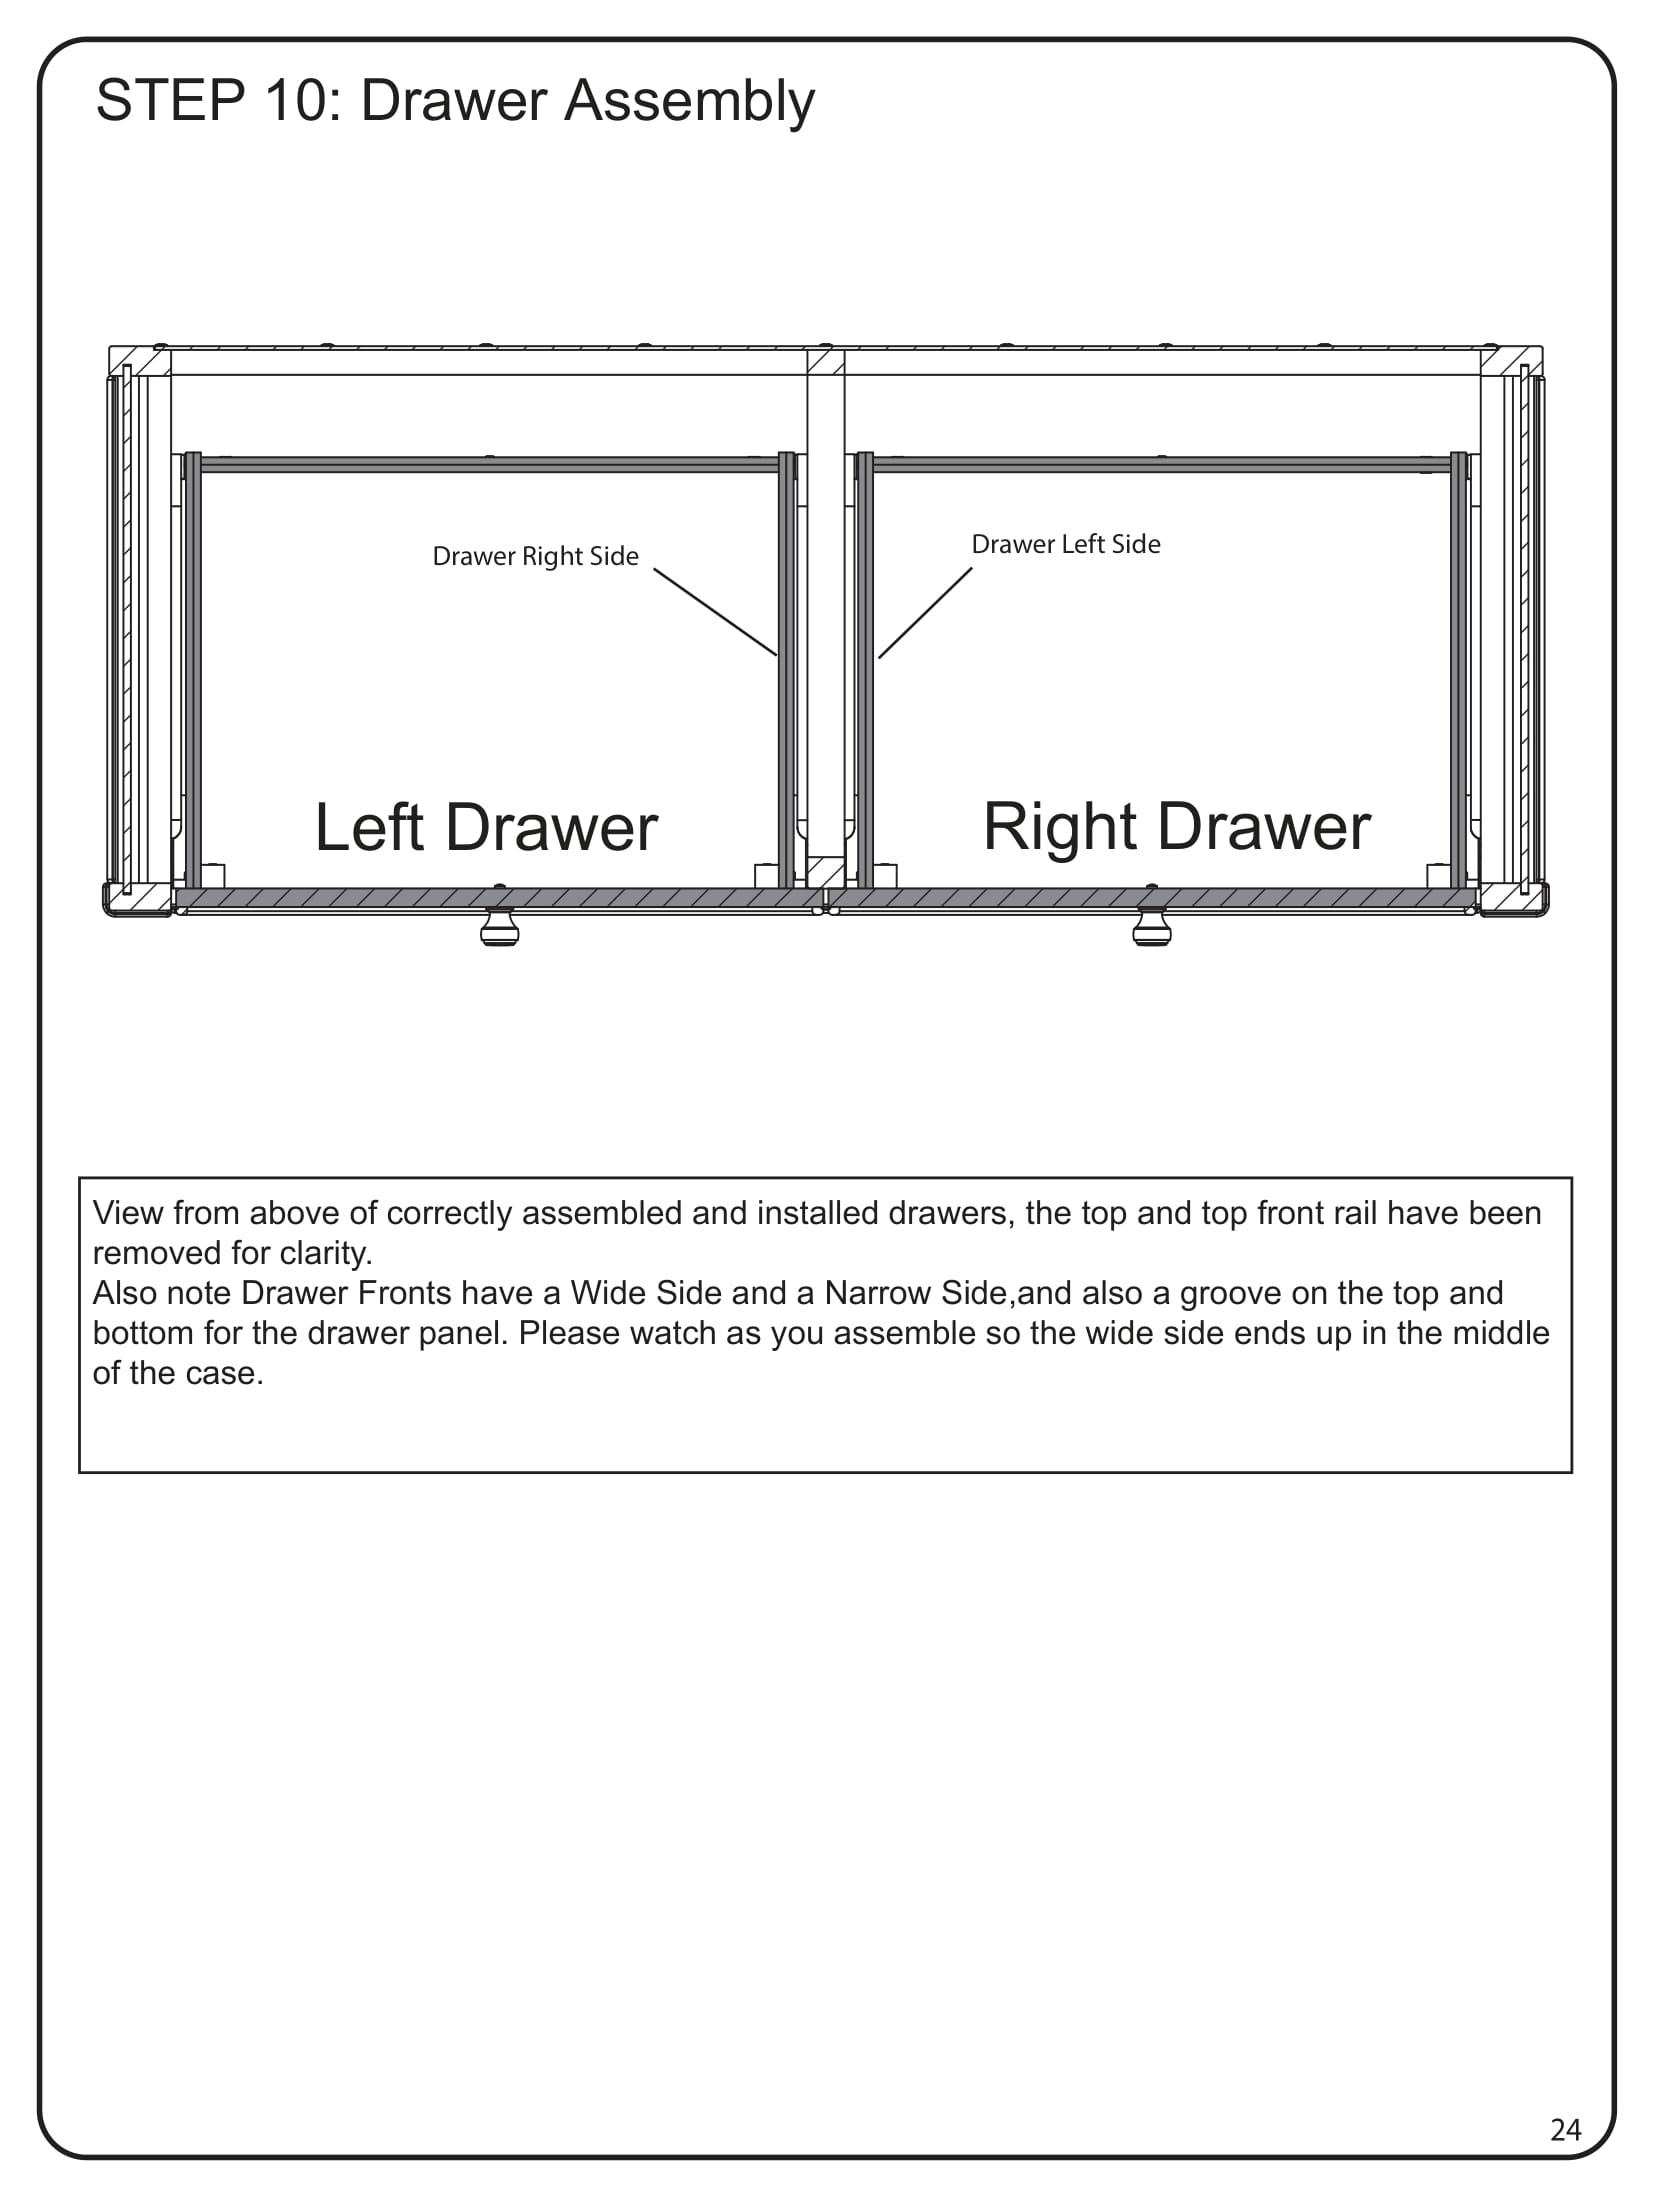 STEP 10: Drawer Assembly
Drawer Right Side
Drawer Left Side
Left Drawer
Right Drawer
View from above of correctly assembled and installed drawers, the top and top front rail have been
removed for clarity.
Also note Drawer Fronts have a Wide Side and a Narrow Side,and also a groove on the top and
bottom for the drawer panel. Please watch as you assemble so the wide side ends up in the middle
of the case.
24